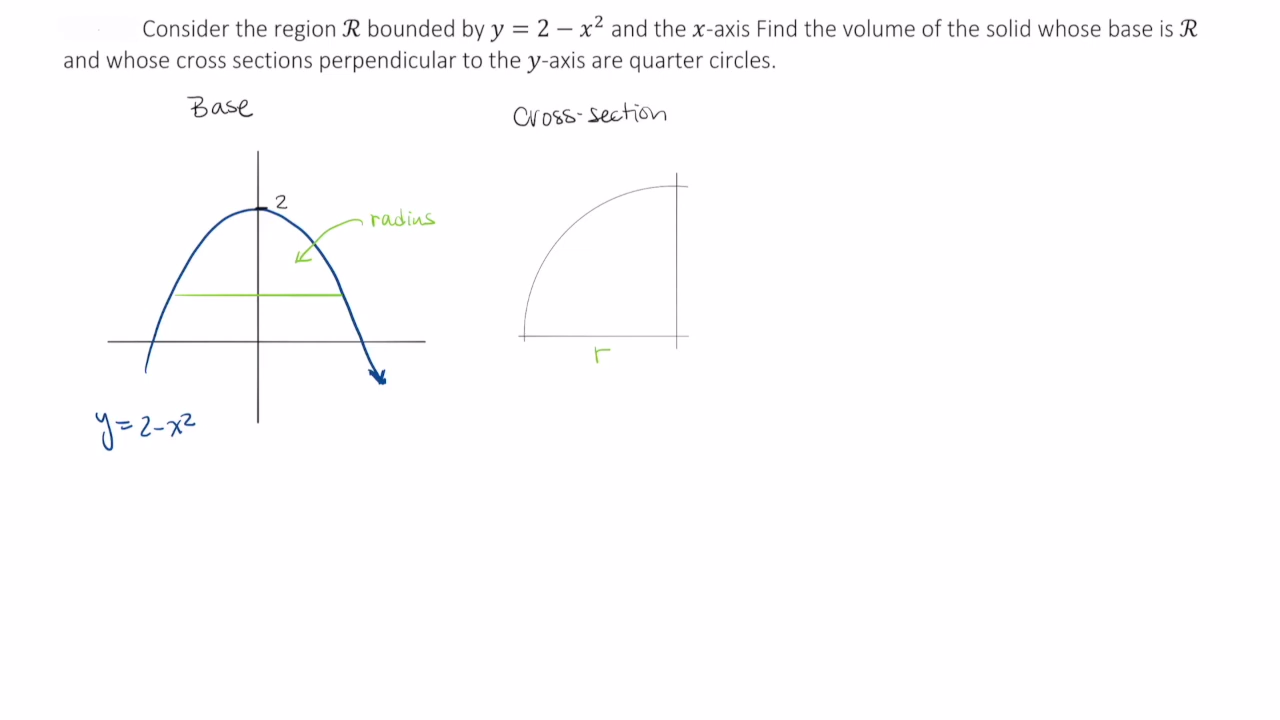 Consider the region ℛ bounded by y = 2 − x² and the x-axis Find the volume of the solid whose base is ℛ
and whose cross sections perpendicular to the y-axis are quarter circles.
Base
Cross-section
2
radius
r
y=2-x²